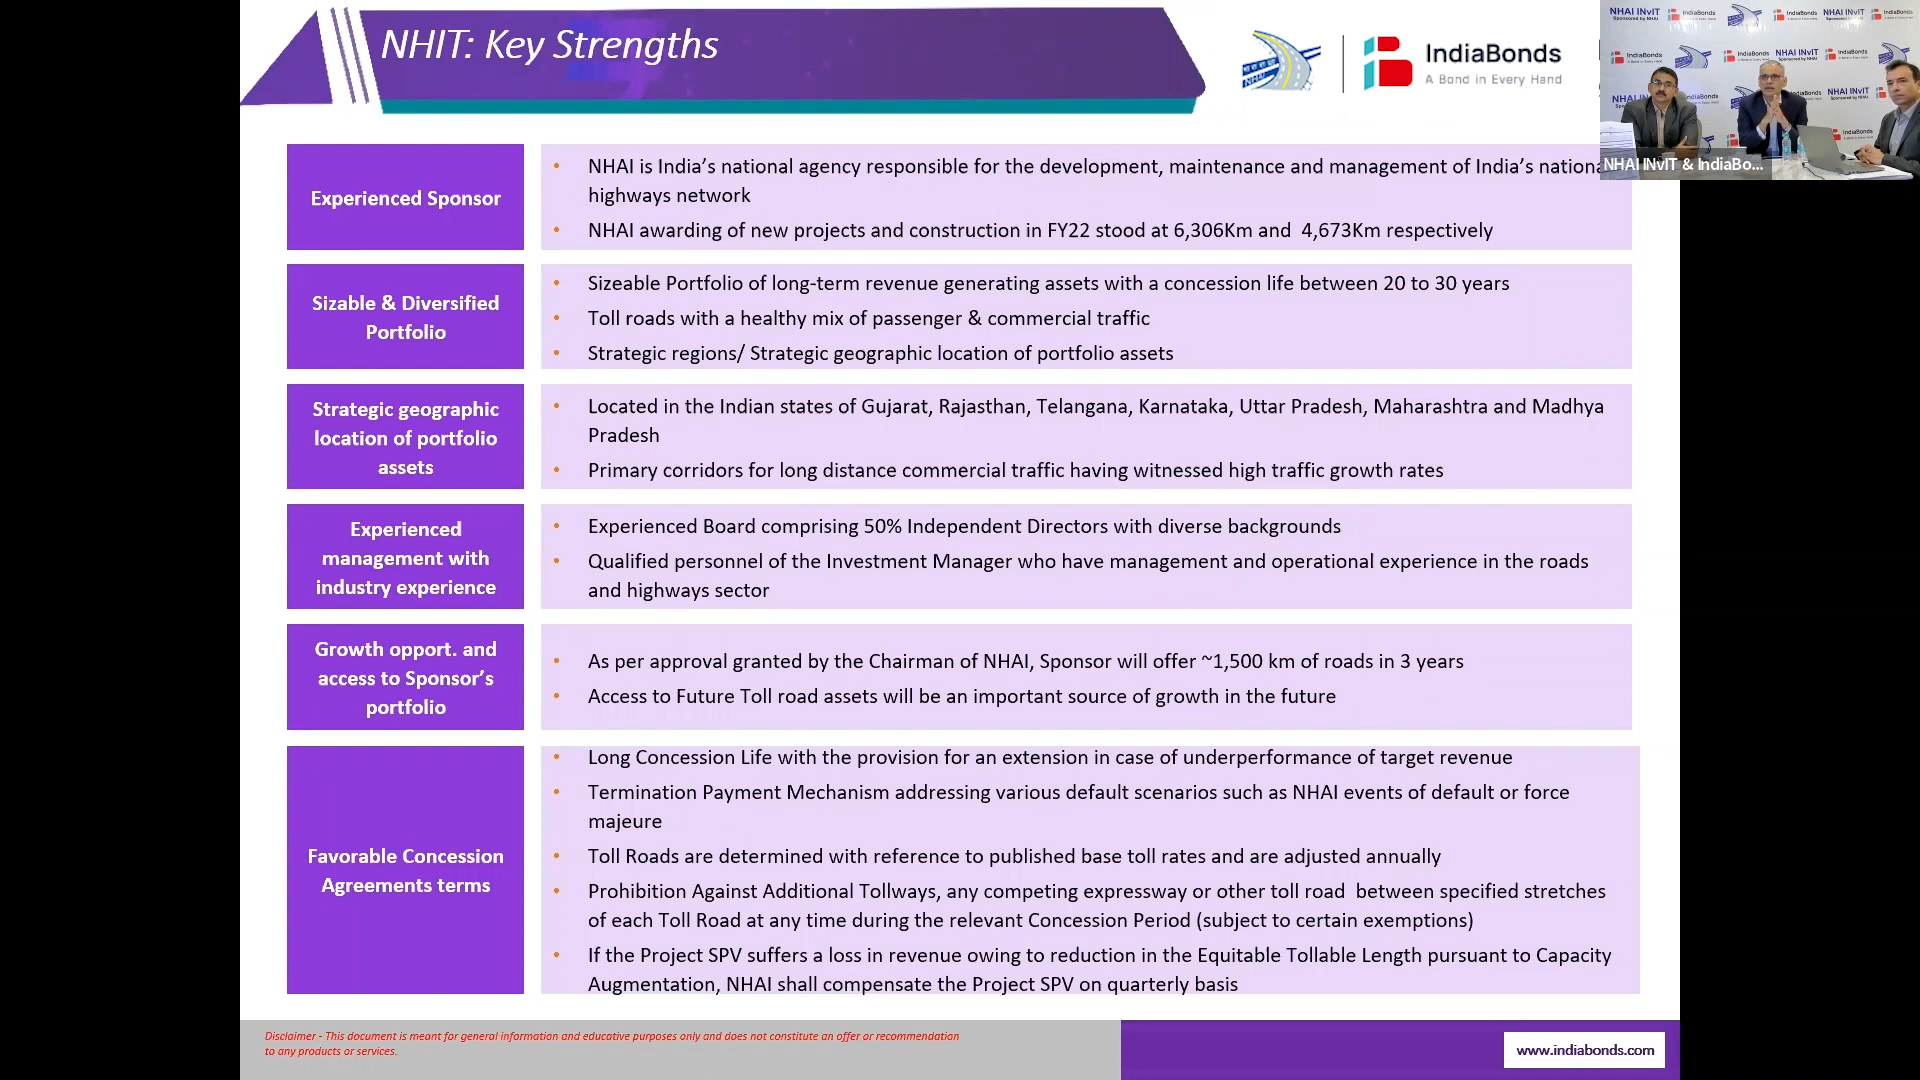 NHIT: Key Strengths
NHAI
IndiaBonds
A Bond in Every Hand
NHAI INvIT
Sponsored by NHAI
IndiaBonds
A Bond in Every Hand
NHAI INvIT & IndiaBo...
Experienced Sponsor
• NHAI is India’s national agency responsible for the development, maintenance and management of India’s nationa
highways network
• NHAI awarding of new projects and construction in FY22 stood at 6,306Km and  4,673Km respectively
Sizable & Diversified
Portfolio
• Sizeable Portfolio of long-term revenue generating assets with a concession life between 20 to 30 years
• Toll roads with a healthy mix of passenger & commercial traffic
• Strategic regions/ Strategic geographic location of portfolio assets
Strategic geographic
location of portfolio
assets
• Located in the Indian states of Gujarat, Rajasthan, Telangana, Karnataka, Uttar Pradesh, Maharashtra and Madhya
Pradesh
• Primary corridors for long distance commercial traffic having witnessed high traffic growth rates
Experienced
management with
industry experience
• Experienced Board comprising 50% Independent Directors with diverse backgrounds
• Qualified personnel of the Investment Manager who have management and operational experience in the roads
and highways sector
Growth opport. and
access to Sponsor’s
portfolio
• As per approval granted by the Chairman of NHAI, Sponsor will offer ~1,500 km of roads in 3 years
• Access to Future Toll road assets will be an important source of growth in the future
Favorable Concession
Agreements terms
• Long Concession Life with the provision for an extension in case of underperformance of target revenue
• Termination Payment Mechanism addressing various default scenarios such as NHAI events of default or force
majeure
• Toll Roads are determined with reference to published base toll rates and are adjusted annually
• Prohibition Against Additional Tollways, any competing expressway or other toll road  between specified stretches
of each Toll Road at any time during the relevant Concession Period (subject to certain exemptions)
• If the Project SPV suffers a loss in revenue owing to reduction in the Equitable Tollable Length pursuant to Capacity
Augmentation, NHAI shall compensate the Project SPV on quarterly basis
Disclaimer - This document is meant for general information and educative purposes only and does not constitute an offer or recommendation
to any products or services.
www.indiabonds.com